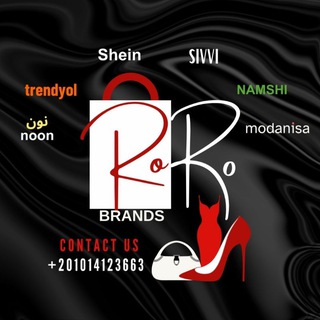 Shein
SIVVI
trendyol
NAMSHI
نون
noon
modanisa
RoRo
BRANDS
CONTACT US
+201014123663